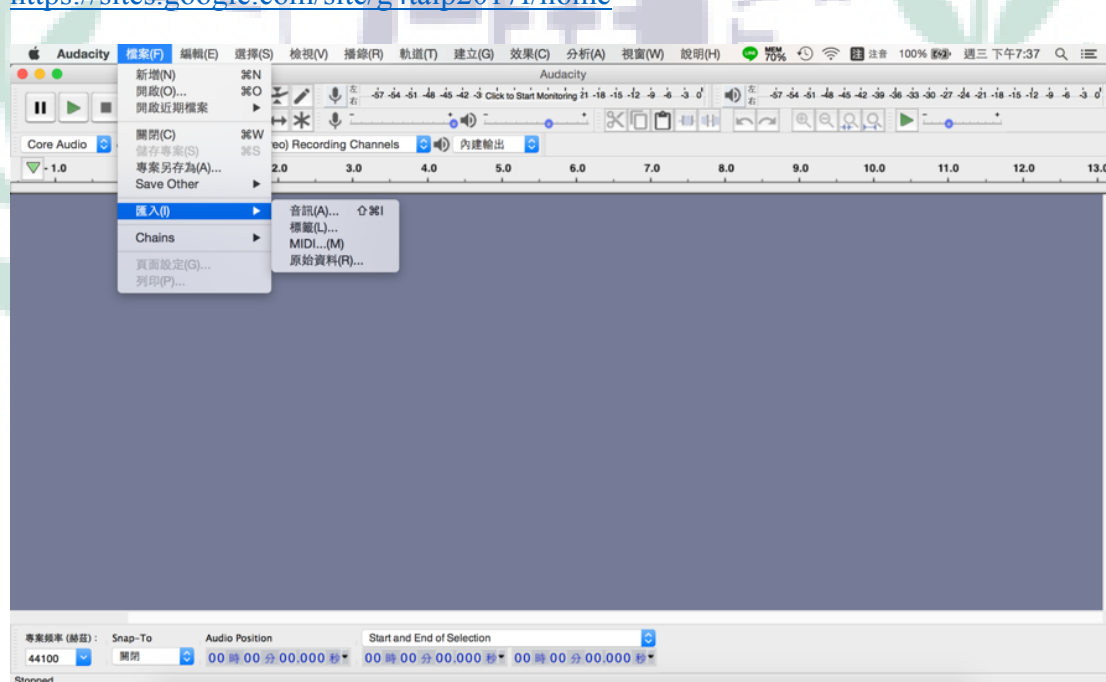 https://sites.google.com/site/g4talp2017f/home
Audacity 檔案(F) 編輯(E) 選擇(S) 檢視(V) 播錄(R) 軌道(T) 建立(G) 效果(C) 分析(A) 視窗(W) 說明(H) MEM 70% 注 注音 100% 週三 下午7:37
Audacity
新增(N) ⌘N
開啟(O)... ⌘O
開啟近期檔案
關閉(C) ⌘W
儲存專案(S) ⌘S
專案另存為(A)...
Save Other
匯入(I)
Chains
頁面設定(G)...
列印(P)...
音訊(A)... ⇧⌘I
標籤(L)...
MIDI...(M)
原始資料(R)...
左 右 -57 -54 -51 -48 -45 -42 -3 Click to Start Monitoring 21 -18 -15 -12 -9 -6 -3 0
左 右 -57 -54 -51 -48 -45 -42 -39 -36 -33 -30 -27 -24 -21 -18 -15 -12 -9 -6 -3 0
Core Audio eo) Recording Channels 內建輸出
-1.0 2.0 3.0 4.0 5.0 6.0 7.0 8.0 9.0 10.0 11.0 12.0 13.0
專案頻率 (赫茲): Snap-To Audio Position Start and End of Selection
44100 關閉 00 時 00 分 00.000 秒 00 時 00 分 00.000 秒 00 時 00 分 00.000 秒
Stopped